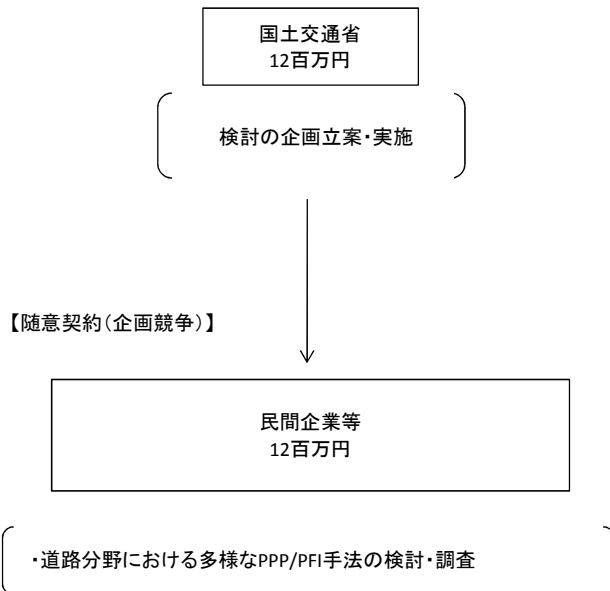 国土交通省
12百万円
検討の企画立案・実施
【随意契約(企画競争)】
民間企業等
12百万円
・道路分野における多様なPPP/PFI手法の検討・調査